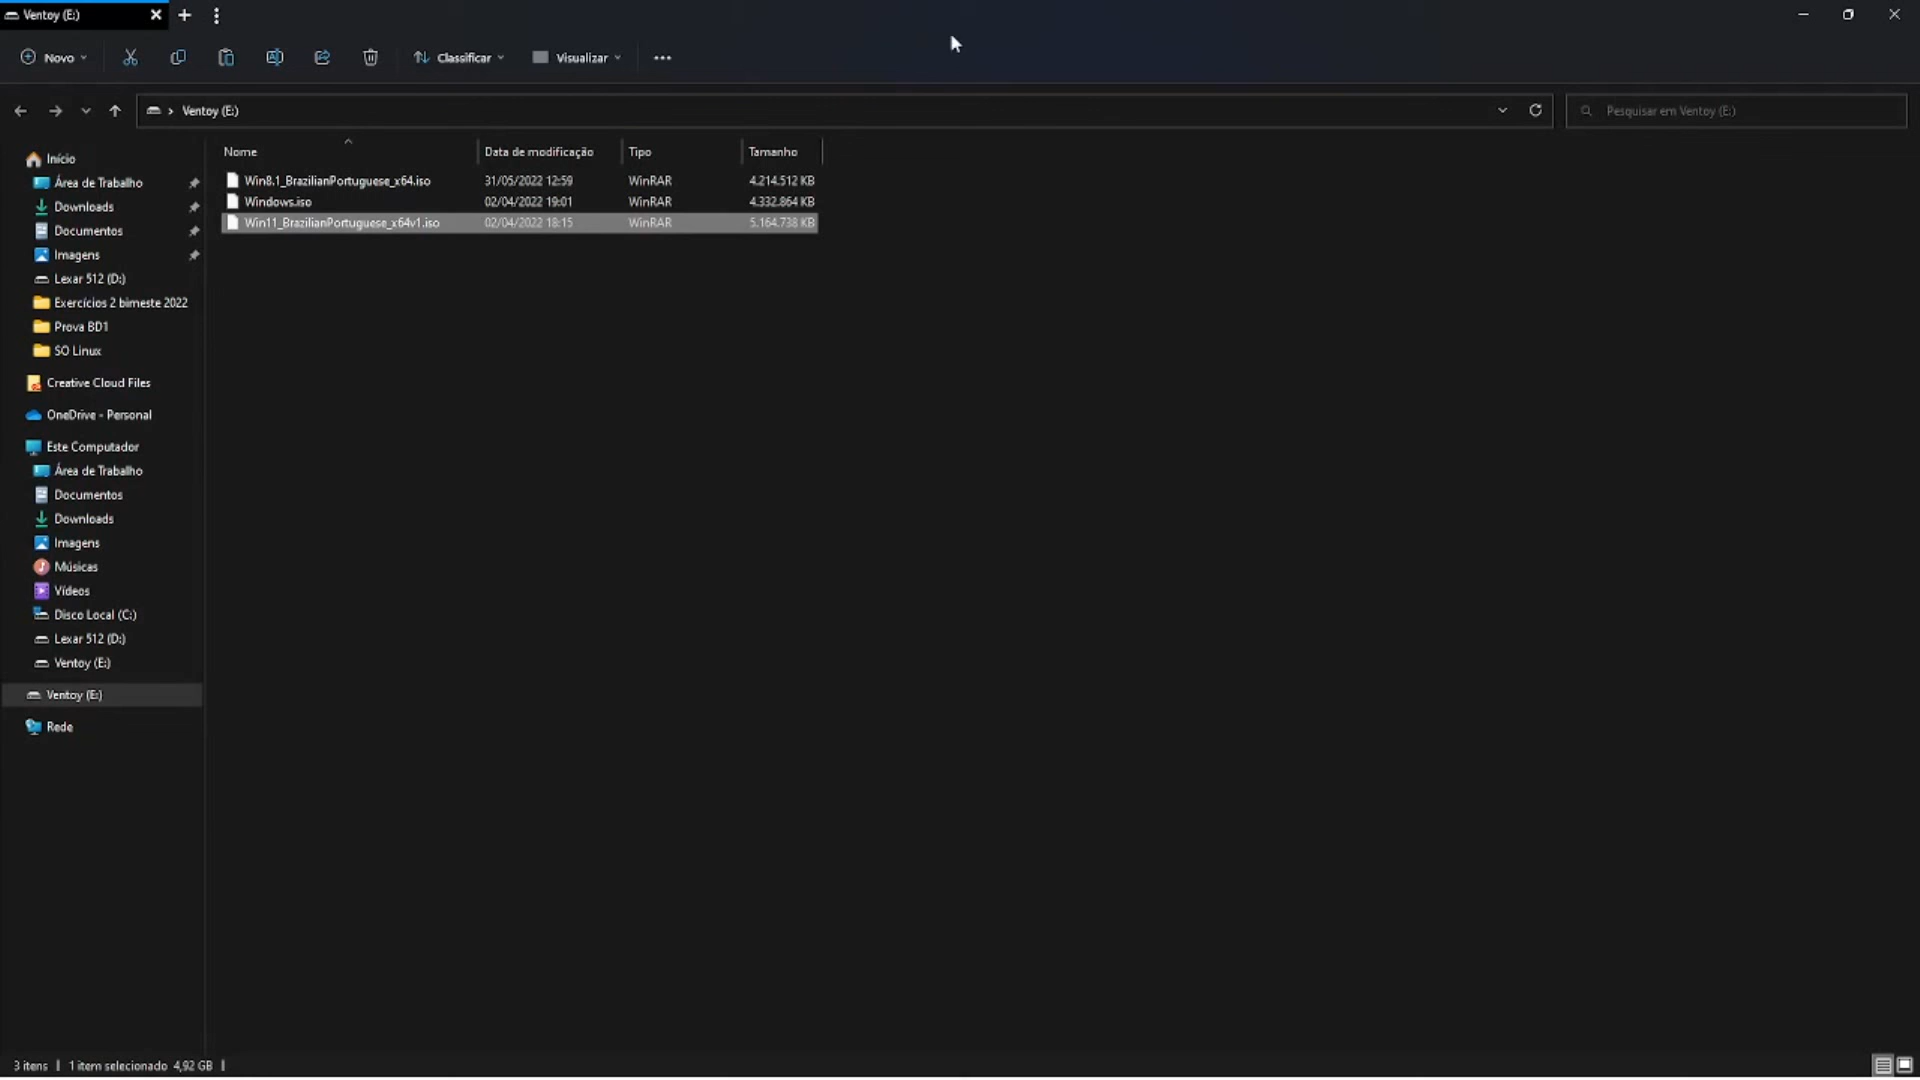 Ventoy (E:)
Novo
Classificar
Visualizar
Ventoy (E:)
Pesquisar em Ventoy (E:)
Nome Data de modificação Tipo Tamanho
Win8.1_BrazilianPortuguese_x64.iso 31/05/2022 12:59 WinRAR 4.214.512 KB
Windows.iso 02/04/2022 19:01 WinRAR 4.332.864 KB
Win11_BrazilianPortuguese_x64v1.iso 02/04/2022 18:15 WinRAR 5.164.738 KB
Início
Área de Trabalho
Downloads
Documentos
Imagens
Lexar 512 (D:)
Exercícios 2 bimeste 2022
Prova BD1
SO Linux
Creative Cloud Files
OneDrive - Personal
Este Computador
Área de Trabalho
Documentos
Downloads
Imagens
Músicas
Vídeos
Disco Local (C:)
Lexar 512 (D:)
Ventoy (E:)
Ventoy (E:)
Rede
3 itens 1 item selecionado 4,92 GB